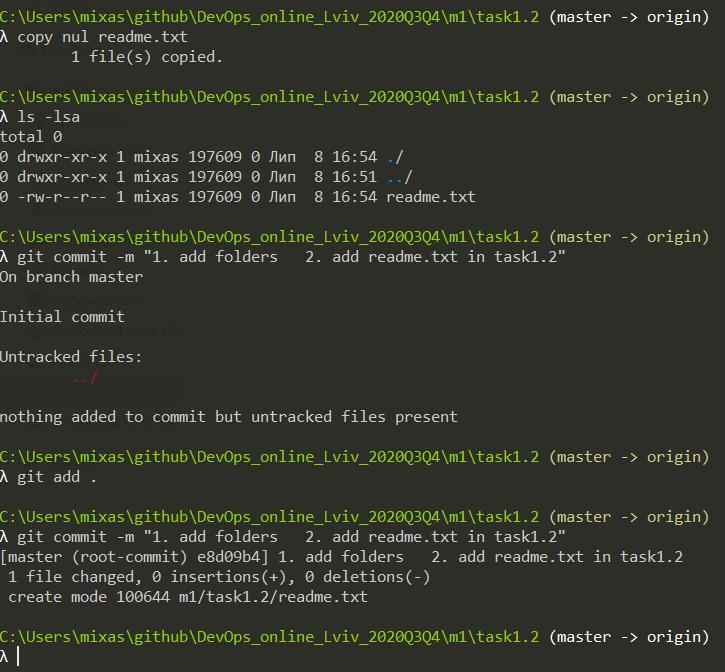 C:\Users\mixas\github\DevOps_online_Lviv_2020Q3Q4\m1\task1.2 (master -> origin)
λ copy nul readme.txt
        1 file(s) copied.
C:\Users\mixas\github\DevOps_online_Lviv_2020Q3Q4\m1\task1.2 (master -> origin)
λ ls -lsa
total 0
0 drwxr-xr-x 1 mixas 197609 0 Лип  8 16:54 ./
0 drwxr-xr-x 1 mixas 197609 0 Лип  8 16:51 ../
0 -rw-r--r-- 1 mixas 197609 0 Лип  8 16:54 readme.txt
C:\Users\mixas\github\DevOps_online_Lviv_2020Q3Q4\m1\task1.2 (master -> origin)
λ git commit -m "1. add folders   2. add readme.txt in task1.2"
On branch master
Initial commit
Untracked files:
        ../
nothing added to commit but untracked files present
C:\Users\mixas\github\DevOps_online_Lviv_2020Q3Q4\m1\task1.2 (master -> origin)
λ git add .
C:\Users\mixas\github\DevOps_online_Lviv_2020Q3Q4\m1\task1.2 (master -> origin)
λ git commit -m "1. add folders   2. add readme.txt in task1.2"
[master (root-commit) e8d09b4] 1. add folders   2. add readme.txt in task1.2
 1 file changed, 0 insertions(+), 0 deletions(-)
 create mode 100644 m1/task1.2/readme.txt
C:\Users\mixas\github\DevOps_online_Lviv_2020Q3Q4\m1\task1.2 (master -> origin)
λ